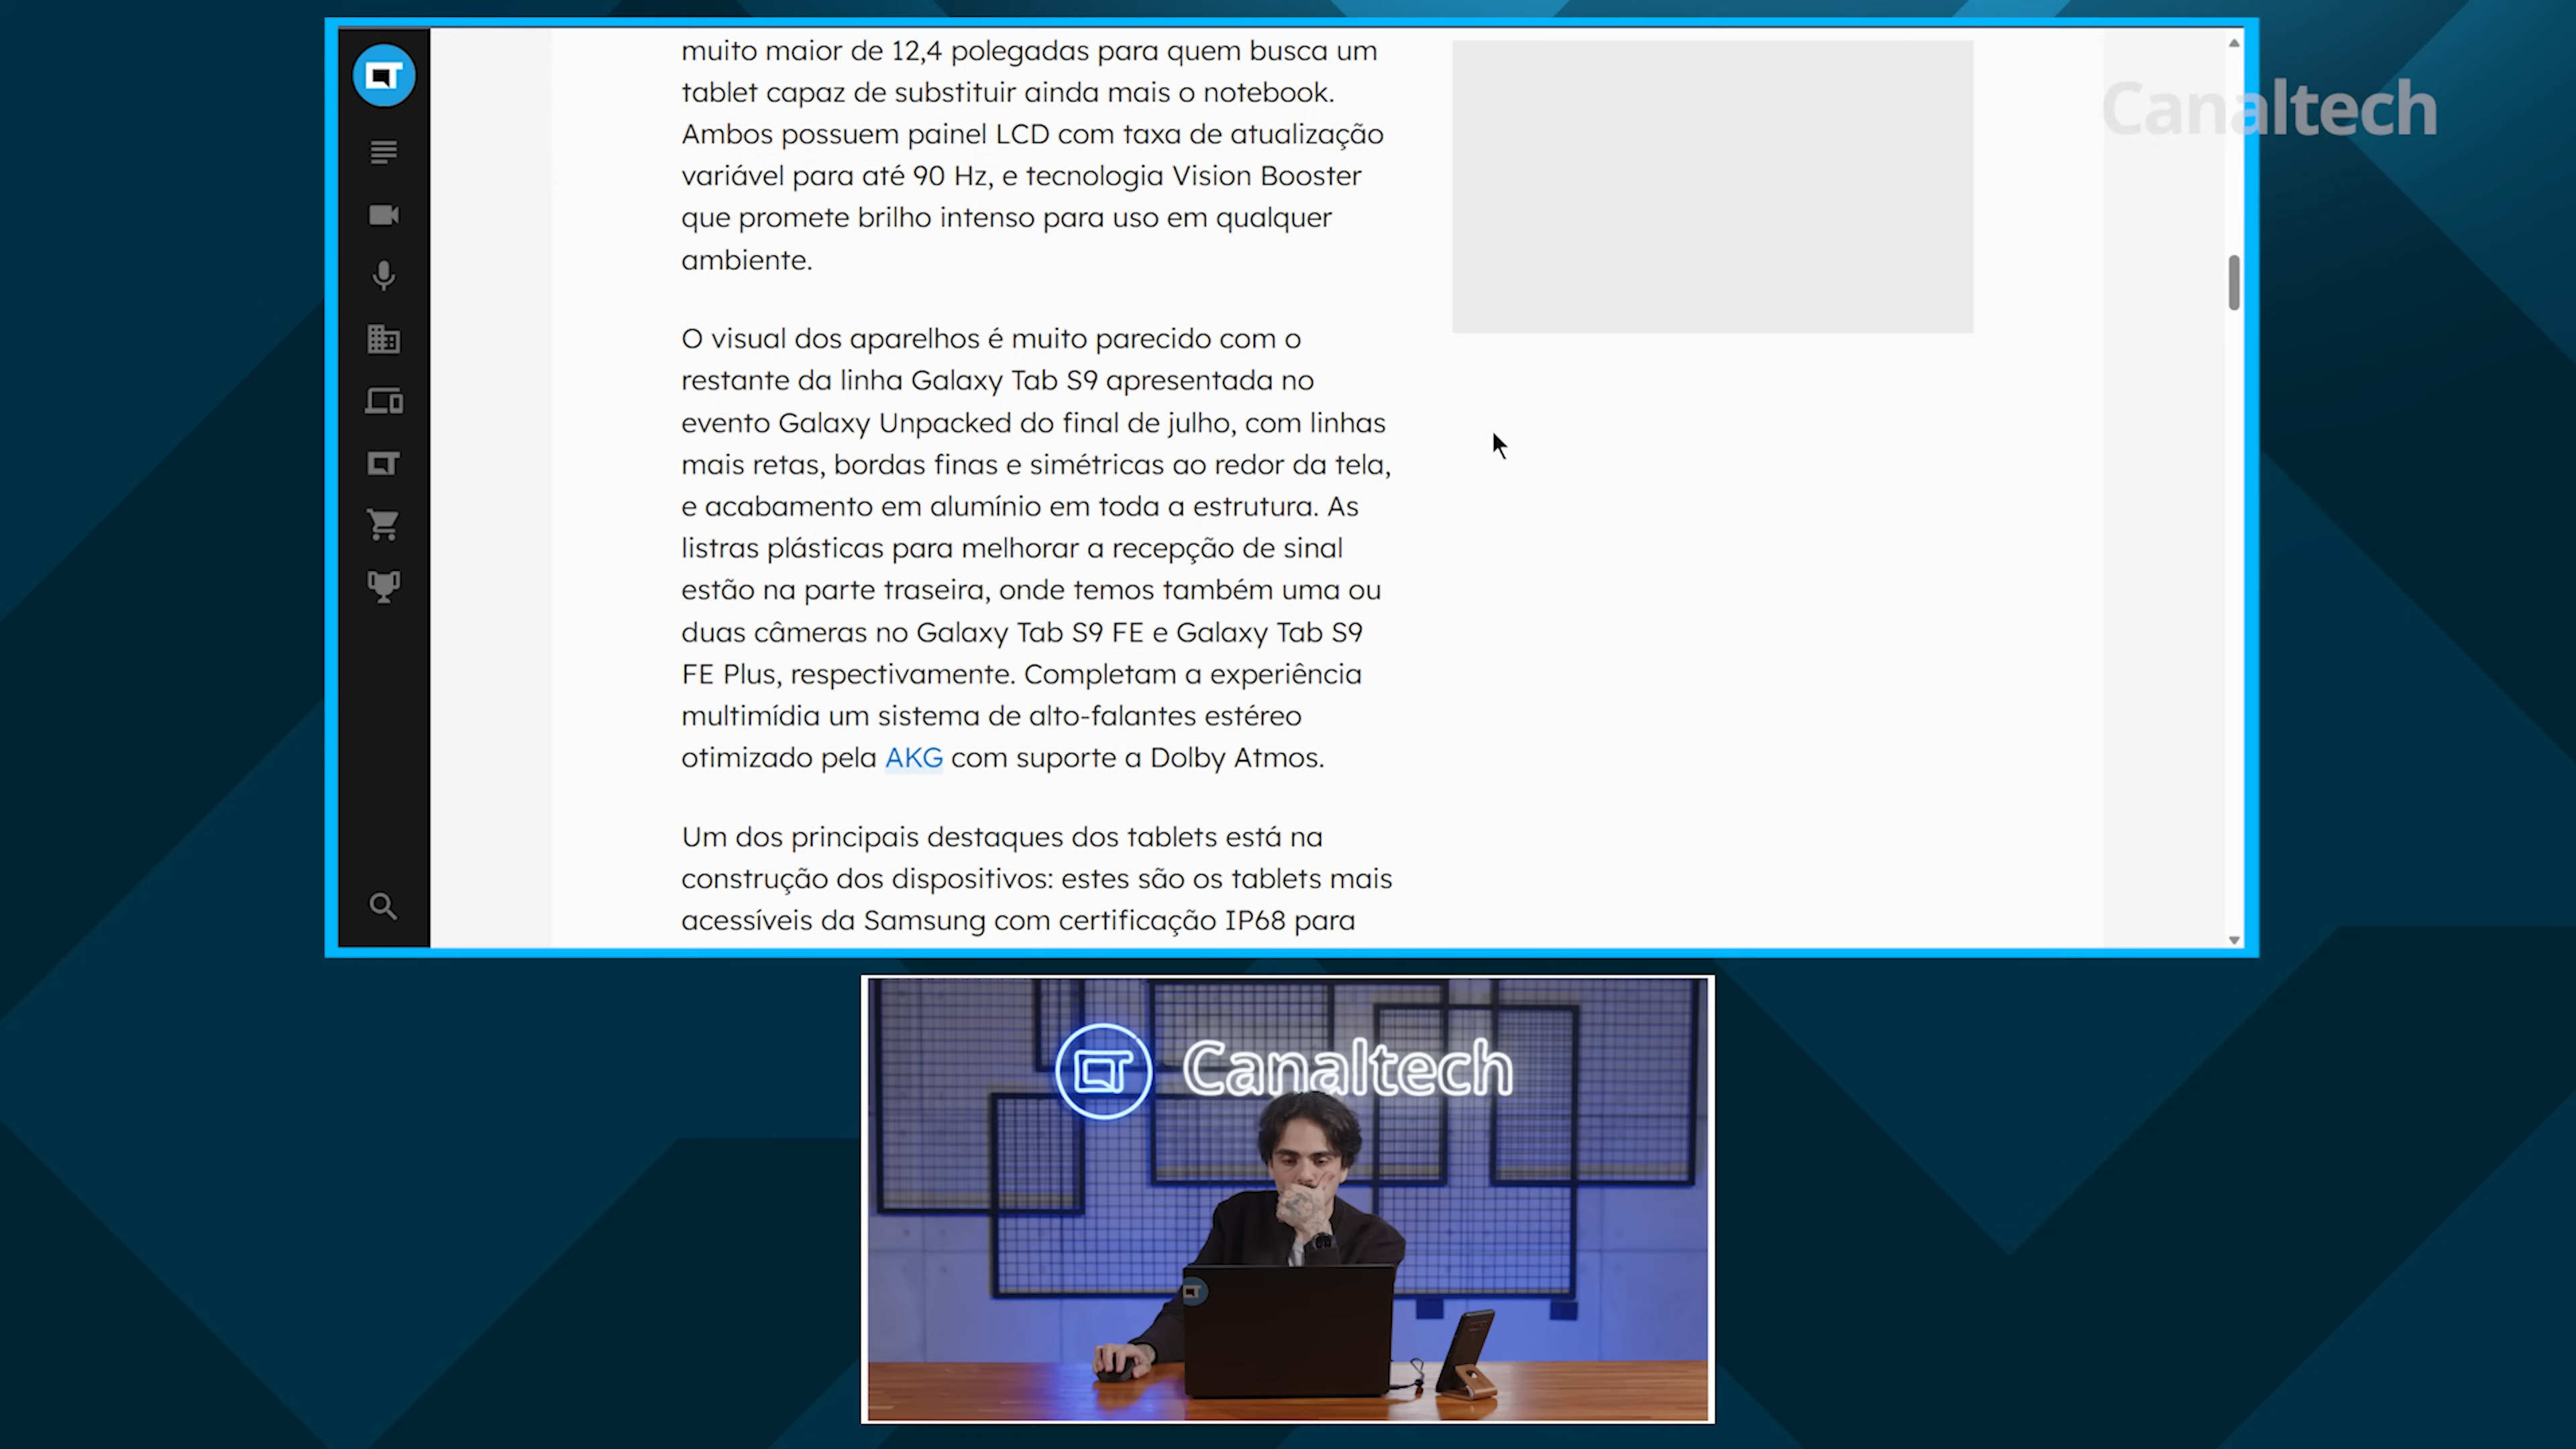 muito maior de 12,4 polegadas para quem busca um
tablet capaz de substituir ainda mais o notebook.
Ambos possuem painel LCD com taxa de atualização
variável para até 90 Hz, e tecnologia Vision Booster
que promete brilho intenso para uso em qualquer
ambiente.
O visual dos aparelhos é muito parecido com o
restante da linha Galaxy Tab S9 apresentada no
evento Galaxy Unpacked do final de julho, com linhas
mais retas, bordas finas e simétricas ao redor da tela,
e acabamento em alumínio em toda a estrutura. As
listras plásticas para melhorar a recepção de sinal
estão na parte traseira, onde temos também uma ou
duas câmeras no Galaxy Tab S9 FE e Galaxy Tab S9
FE Plus, respectivamente. Completam a experiência
multimídia um sistema de alto-falantes estéreo
otimizado pela AKG com suporte a Dolby Atmos.
Um dos principais destaques dos tablets está na
construção dos dispositivos: estes são os tablets mais
acessíveis da Samsung com certificação IP68 para
Canaltech
Canaltech